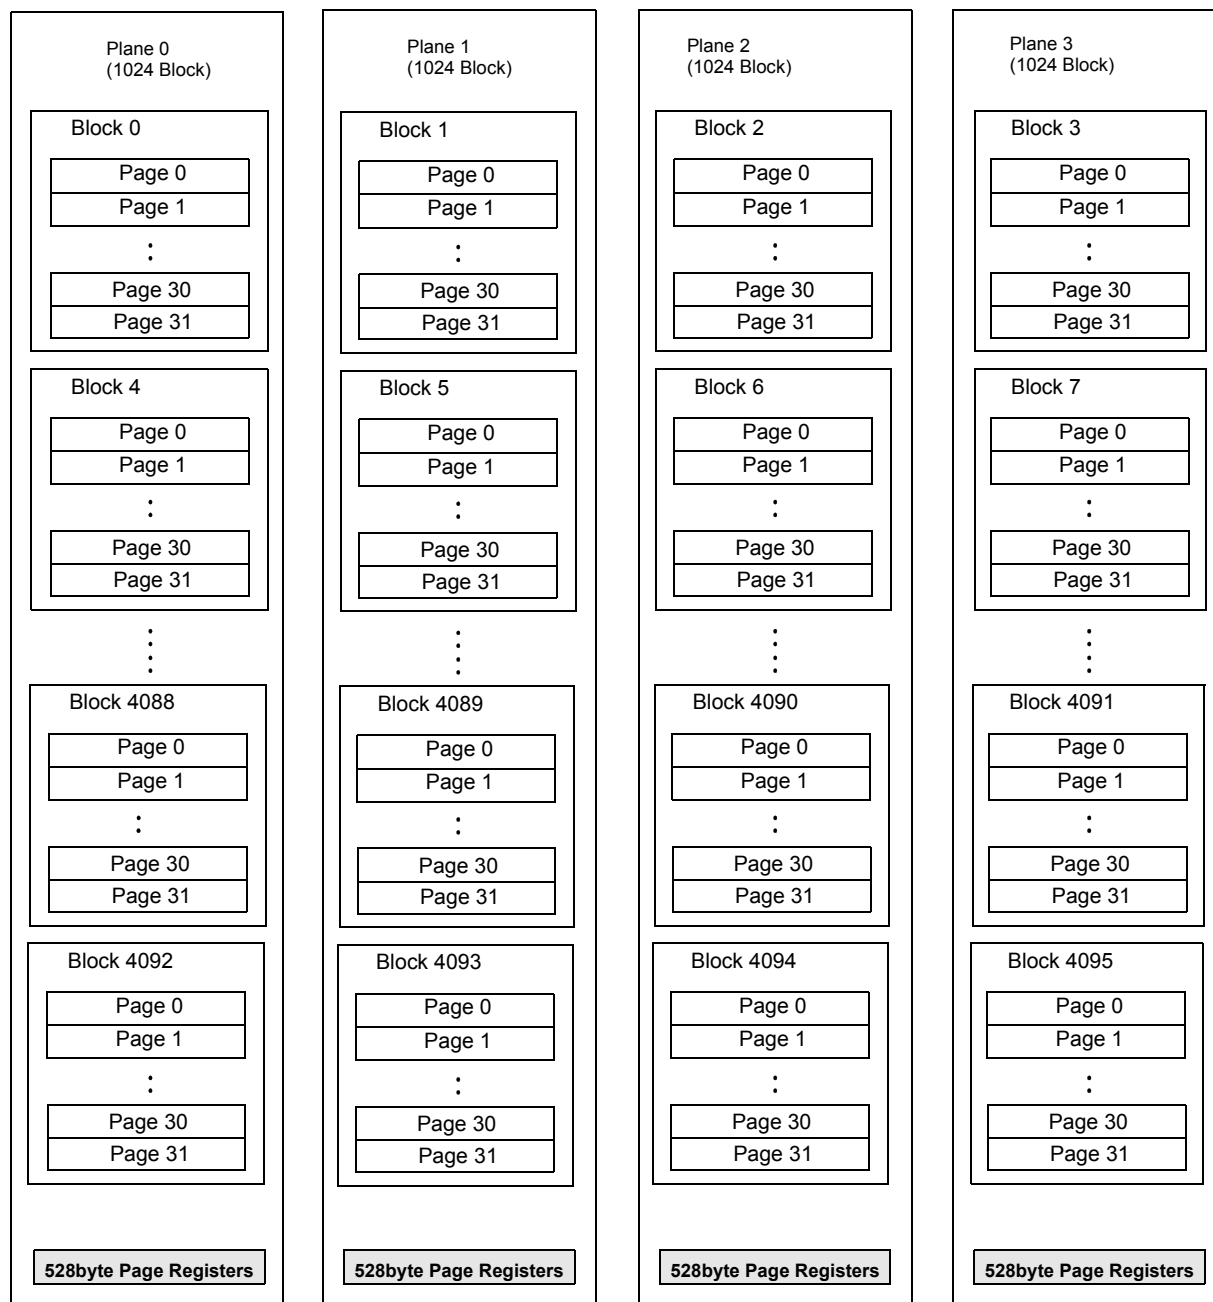 Plane 0
(1024 Block)
Block 0
Page 0
Page 1
Page 30
Page 31
Block 4
Page 0
Page 1
Page 30
Page 31
Block 4088
Page 0
Page 1
Page 30
Page 31
Block 4092
Page 0
Page 1
Page 30
Page 31
528byte Page Registers
Plane 1
(1024 Block)
Block 1
Page 0
Page 1
Page 30
Page 31
Block 5
Page 0
Page 1
Page 30
Page 31
Block 4089
Page 0
Page 1
Page 30
Page 31
Block 4093
Page 0
Page 1
Page 30
Page 31
528byte Page Registers
Plane 2
(1024 Block)
Block 2
Page 0
Page 1
Page 30
Page 31
Block 6
Page 0
Page 1
Page 30
Page 31
Block 4090
Page 0
Page 1
Page 30
Page 31
Block 4094
Page 0
Page 1
Page 30
Page 31
528byte Page Registers
Plane 3
(1024 Block)
Block 3
Page 0
Page 1
Page 30
Page 31
Block 7
Page 0
Page 1
Page 30
Page 31
Block 4091
Page 0
Page 1
Page 30
Page 31
Block 4095
Page 0
Page 1
Page 30
Page 31
528byte Page Registers